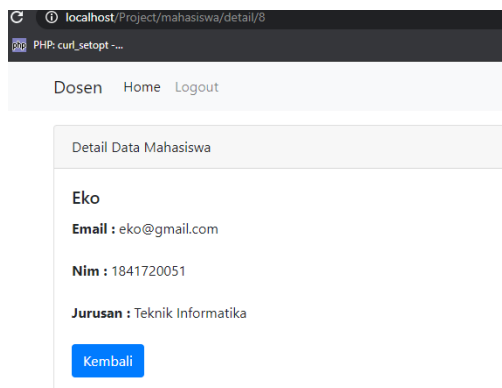 localhost/Project/mahasiswa/detail/8
php PHP: curl_setopt -...
Dosen Home Logout
Detail Data Mahasiswa
Eko
Email : eko@gmail.com
Nim : 1841720051
Jurusan : Teknik Informatika
Kembali